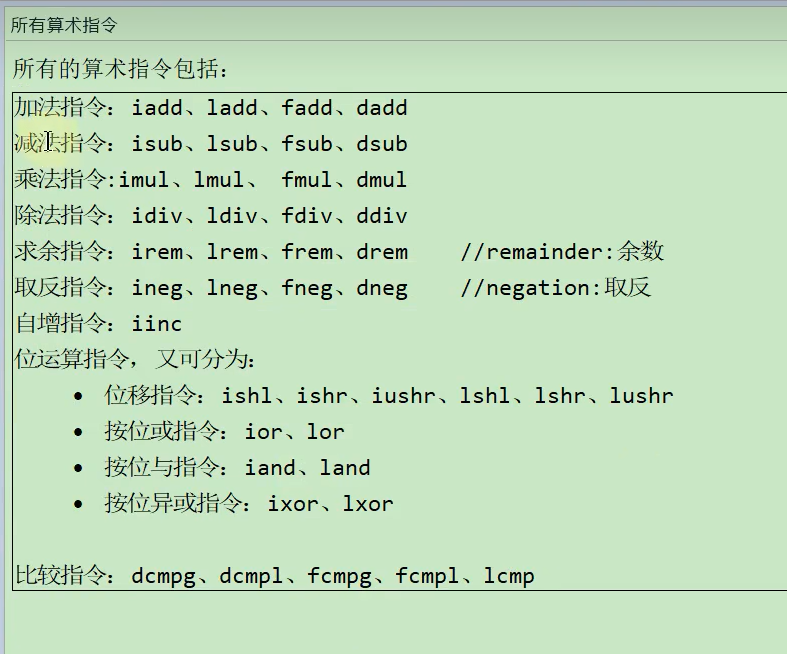 所有算术指令
所有的算术指令包括：
加法指令：iadd、ladd、fadd、dadd
减法指令：isub、lsub、fsub、dsub
乘法指令:imul、lmul、 fmul、dmul
除法指令：idiv、ldiv、fdiv、ddiv
求余指令：irem、lrem、frem、drem    //remainder:余数
取反指令：ineg、lneg、fneg、dneg    //negation:取反
自增指令：iinc
位运算指令，又可分为：
• 位移指令：ishl、ishr、iushr、lshl、lshr、lushr
• 按位或指令：ior、lor
• 按位与指令：iand、land
• 按位异或指令：ixor、lxor
比较指令：dcmpg、dcmpl、fcmpg、fcmpl、lcmp